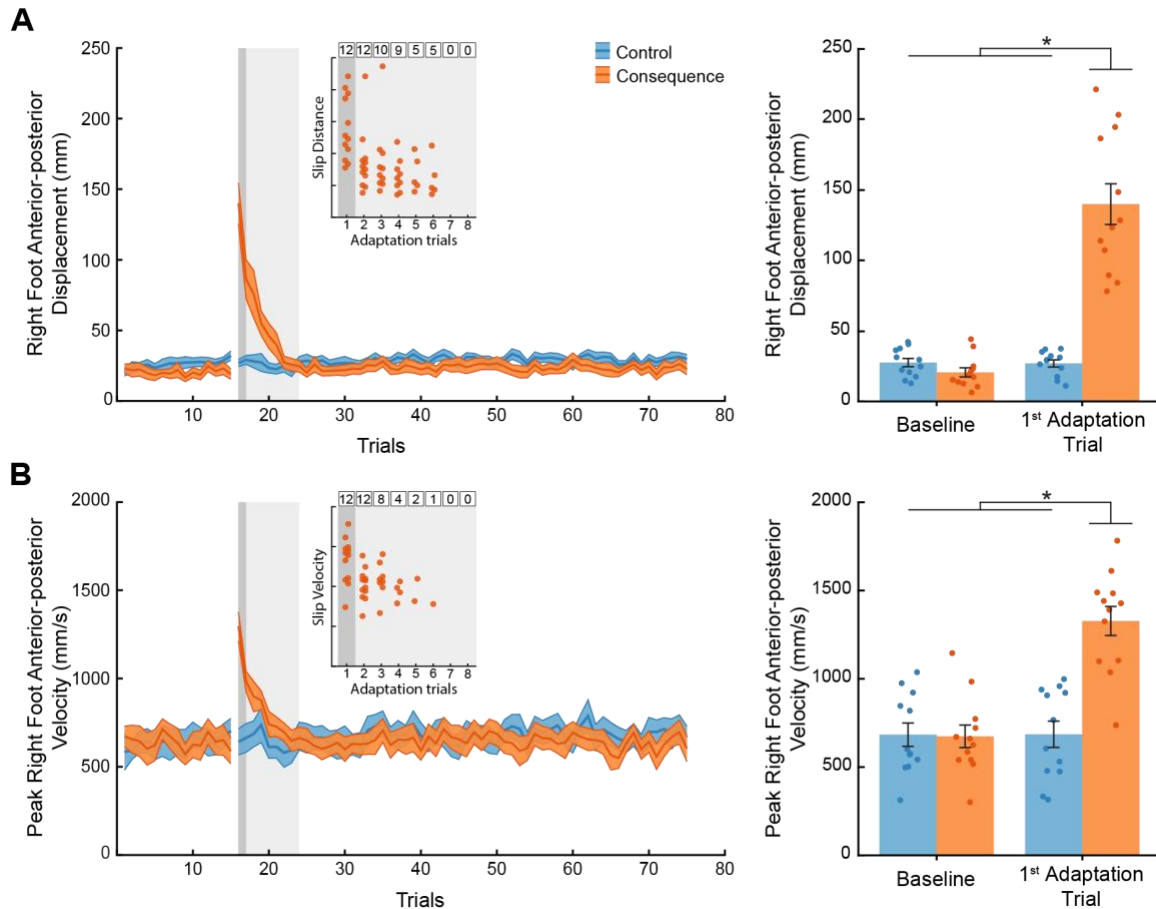 A
Right Foot Anterior-posterior
Displacement (mm)
250
200
150
100
50
0
12 12 10 9 5 5 0 0
Slip Distance
1 2 3 4 5 6 7 8
Adaptation trials
Control
Consequence
10 20 30 40 50 60 70 80
Trials
Right Foot Anterior-posterior
Displacement (mm)
250
200
150
100
50
0
*
Baseline
1st Adaptation
Trial
B
Peak Right Foot Anterior-posterior
Velocity (mm/s)
2000
1500
1000
500
0
12 12 8 4 2 1 0 0
Slip Velocity
1 2 3 4 5 6 7 8
Adaptation trials
10 20 30 40 50 60 70 80
Trials
Peak Right Foot Anterior-posterior
Velocity (mm/s)
2000
1500
1000
500
0
*
Baseline
1st Adaptation
Trial